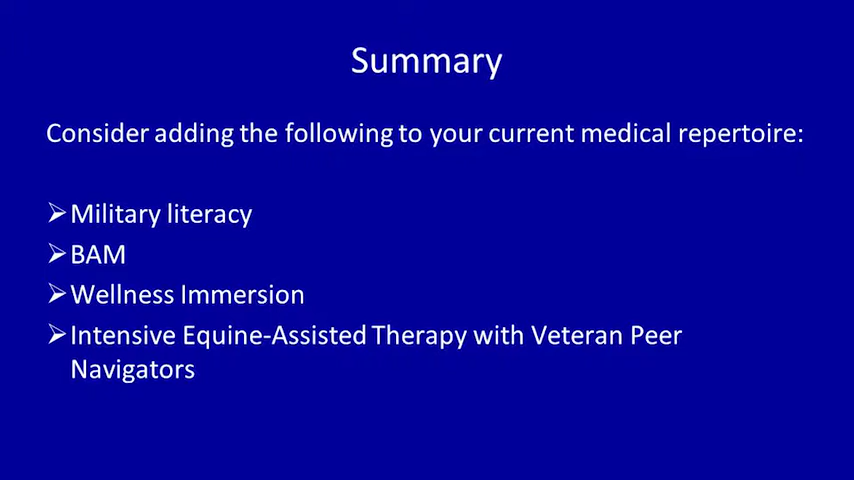 Summary
Consider adding the following to your current medical repertoire:
➢Military literacy
➢BAM
➢Wellness Immersion
➢Intensive Equine-Assisted Therapy with Veteran Peer
Navigators